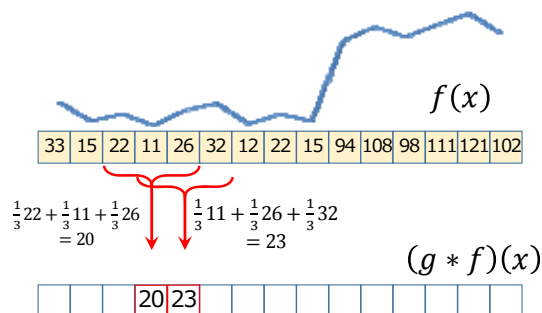 f(x)
33 15 22 11 26 32 12 22 15 94 108 98 111 121 102
1/3 22 + 1/3 11 + 1/3 26
= 20
1/3 11 + 1/3 26 + 1/3 32
= 23
(g ∗ f)(x)
20 23